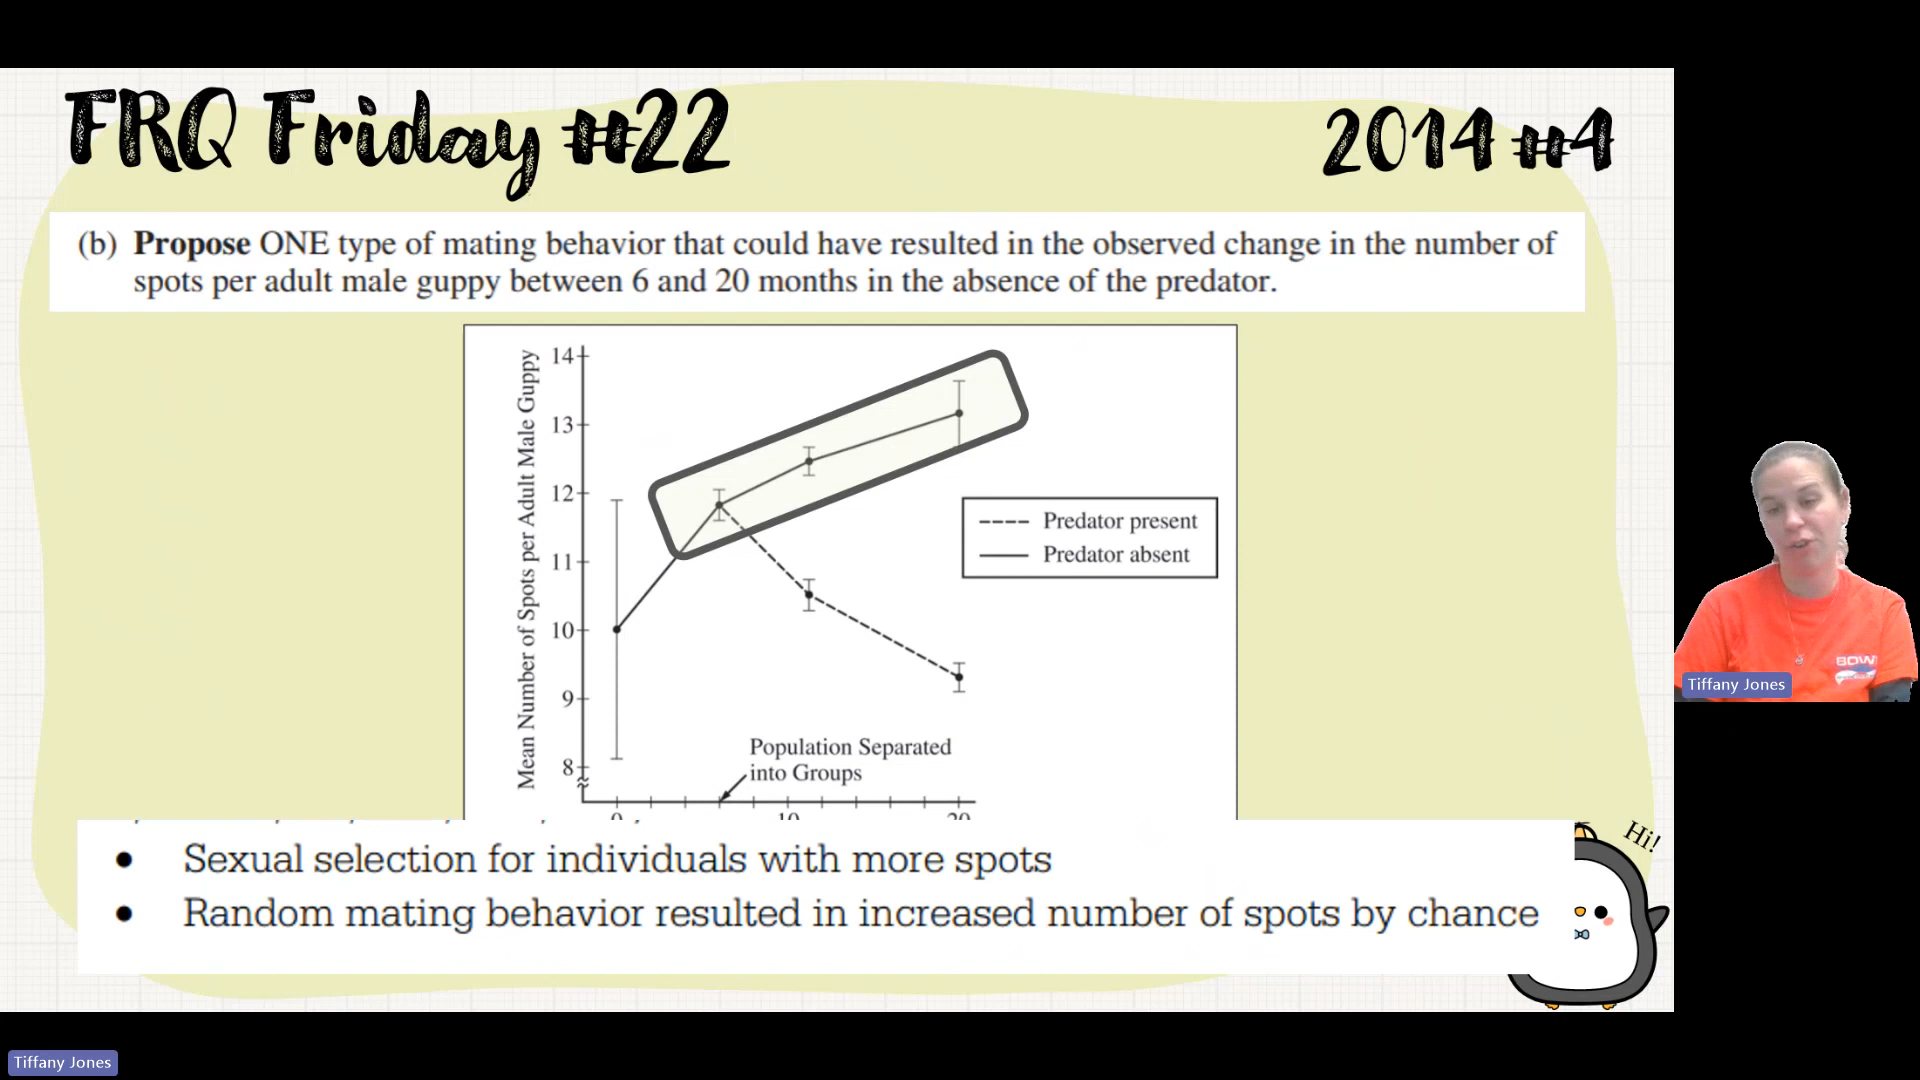 FRQ Friday #22
2014 #4
(b) Propose ONE type of mating behavior that could have resulted in the observed change in the number of
spots per adult male guppy between 6 and 20 months in the absence of the predator.
Mean Number of Spots per Adult Male Guppy
14
13
12
11
10
9
8
Predator present
Predator absent
Population Separated
into Groups
0 10 20
• Sexual selection for individuals with more spots
• Random mating behavior resulted in increased number of spots by chance
Hi!
BOW
Tiffany Jones
Tiffany Jones